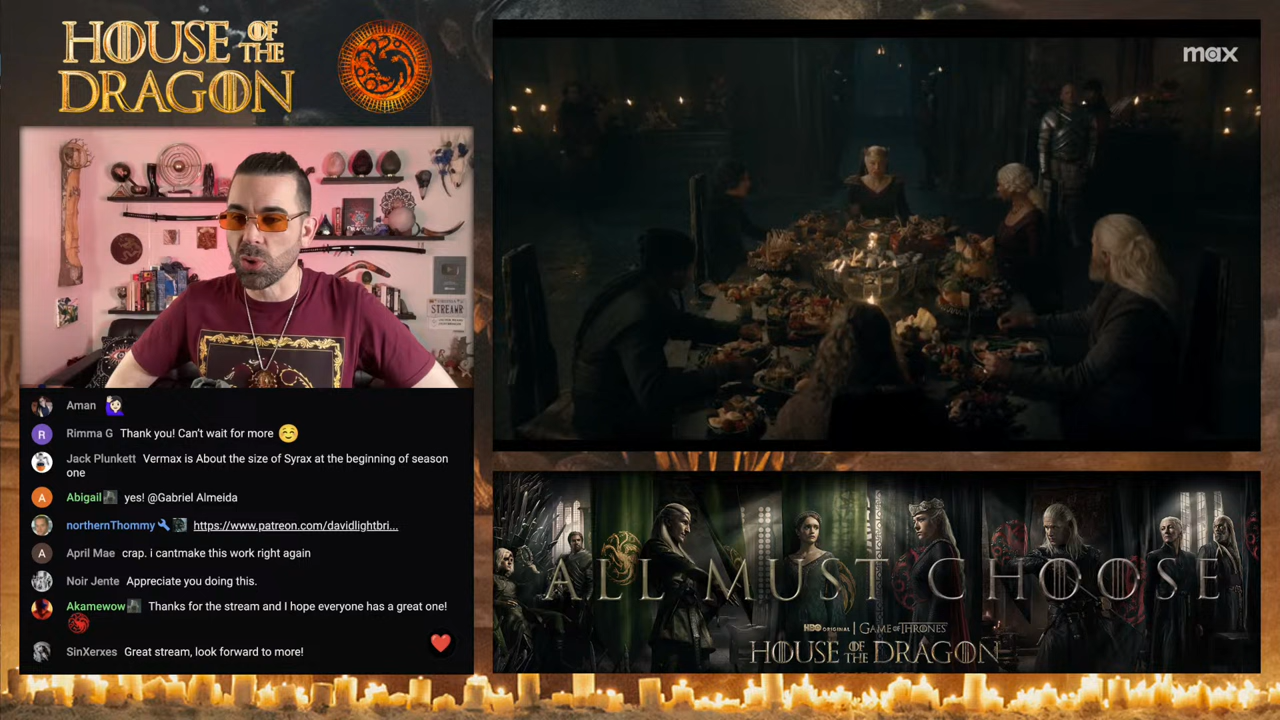 HOUSE OF THE
DRAGON
max
STREAWR
Aman
R
Rimma G Thank you! Can't wait for more
Jack Plunkett Vermax is About the size of Syrax at the beginning of season
one
A
Abigail yes! @Gabriel Almeida
northernThommy https://www.patreon.com/davidlightbri...
A
April Mae crap. i cantmake this work right again
Noir Jente Appreciate you doing this.
Akamewow Thanks for the stream and I hope everyone has a great one!
SinXerxes Great stream, look forward to more!
ALL MUST CHOOSE
HBO ORIGINAL | GAME OF THRONES
HOUSE OF THE DRAGON